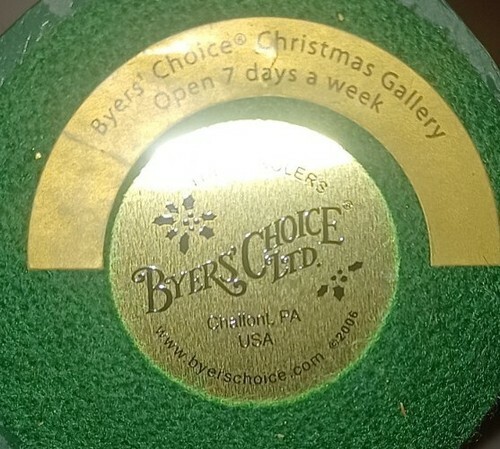 Byers' Choice® Christmas Gallery
Open 7 days a week
BYERS' CHOICE®
LTD.
Chalfont, PA
USA
www.byerschoice.com ©2006